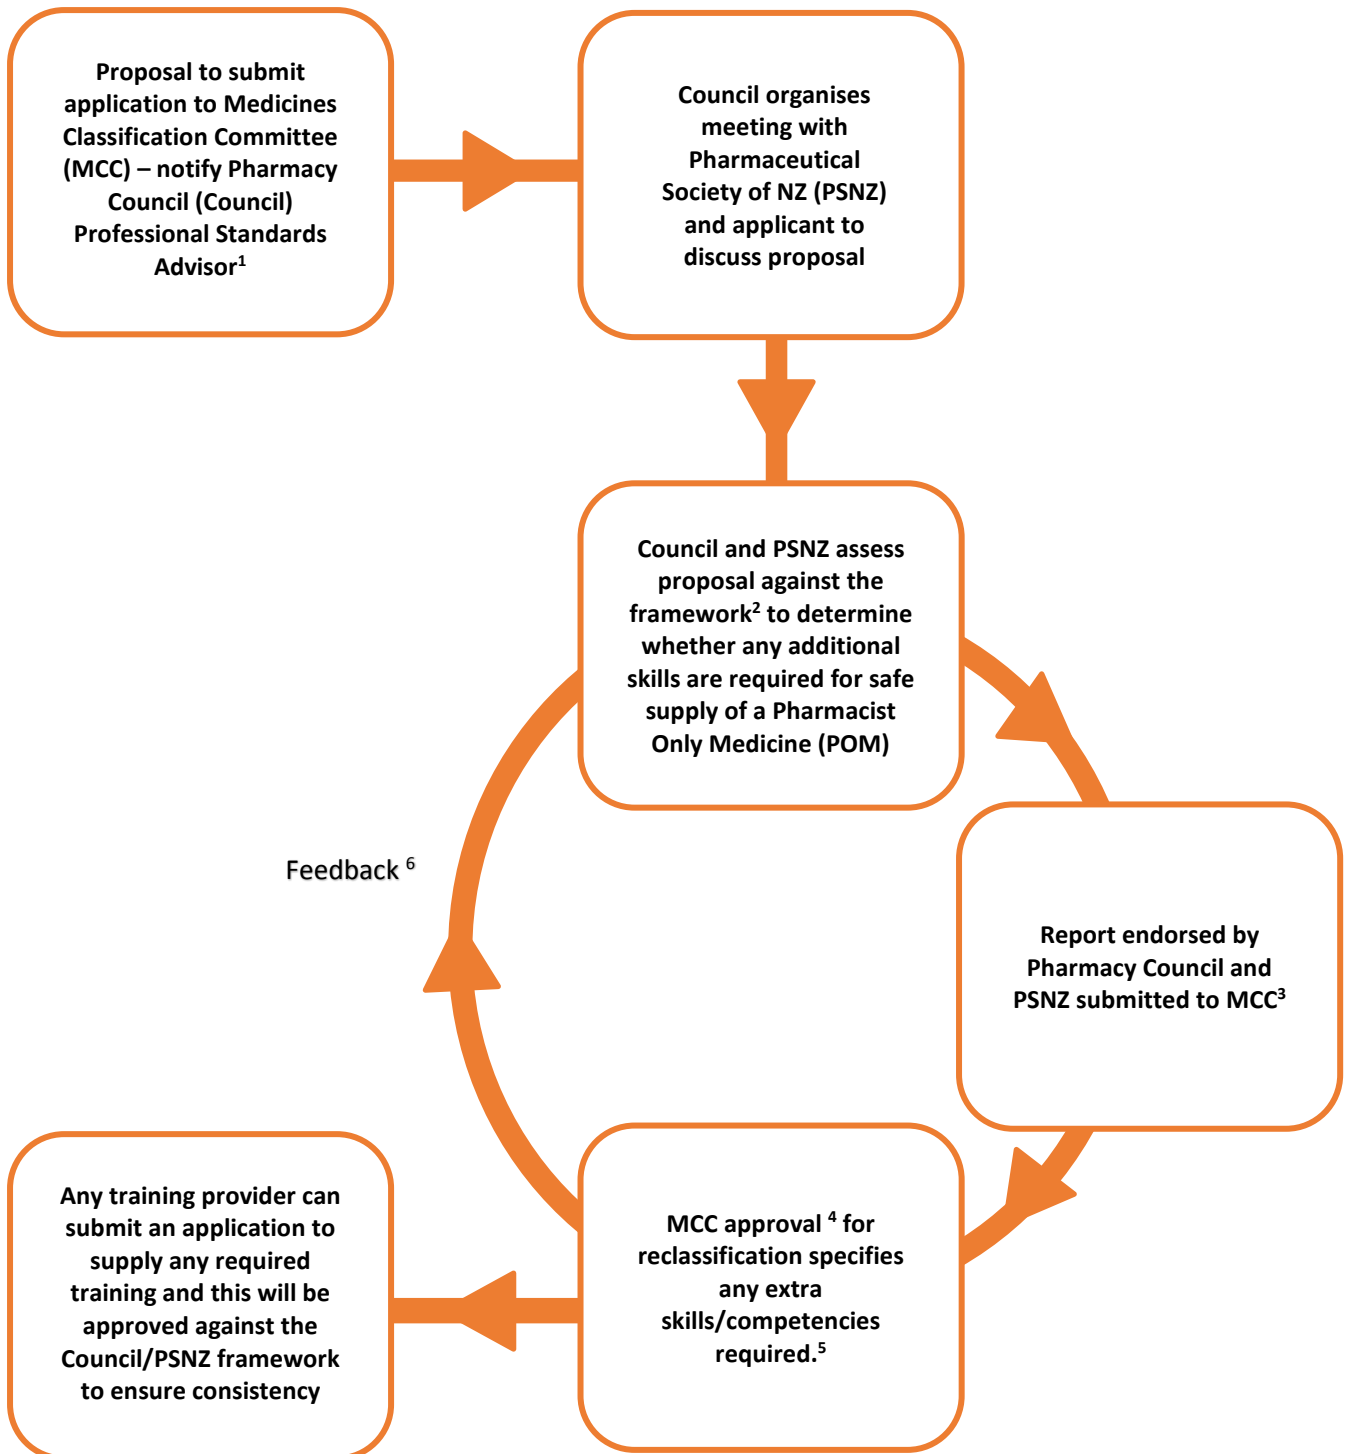 Proposal to submit
application to Medicines
Classification Committee
(MCC) – notify Pharmacy
Council (Council)
Professional Standards
Advisor¹
Council organises
meeting with
Pharmaceutical
Society of NZ (PSNZ)
and applicant to
discuss proposal
Council and PSNZ assess
proposal against the
framework² to determine
whether any additional
skills are required for safe
supply of a Pharmacist
Only Medicine (POM)
Feedback ⁶
Report endorsed by
Pharmacy Council and
PSNZ submitted to MCC³
MCC approval ⁴ for
reclassification specifies
any extra
skills/competencies
required.⁵
Any training provider can
submit an application to
supply any required
training and this will be
approved against the
Council/PSNZ framework
to ensure consistency